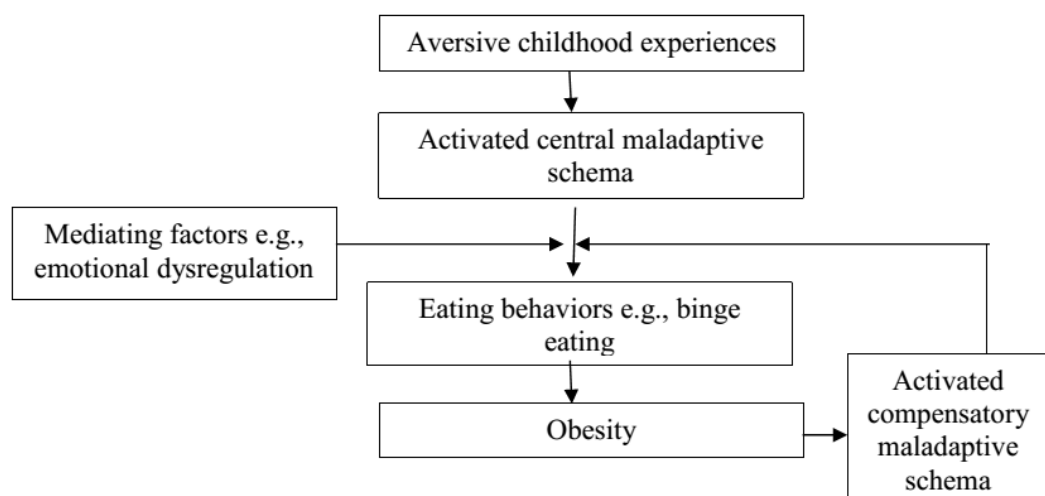 Aversive childhood experiences
Activated central maladaptive
schema
Mediating factors e.g.,
emotional dysregulation
Eating behaviors e.g., binge
eating
Obesity
Activated
compensatory
maladaptive
schema